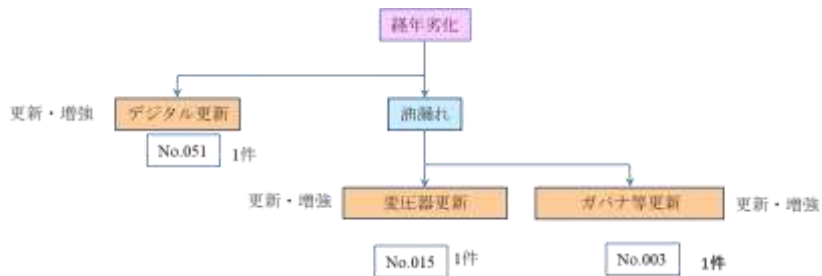 経年劣化
更新・増強
デジタル更新
油漏れ
No.051
1件
更新・増強
変圧器更新
ガバナ等更新
更新・増強
No.015
1件
No.003
1件